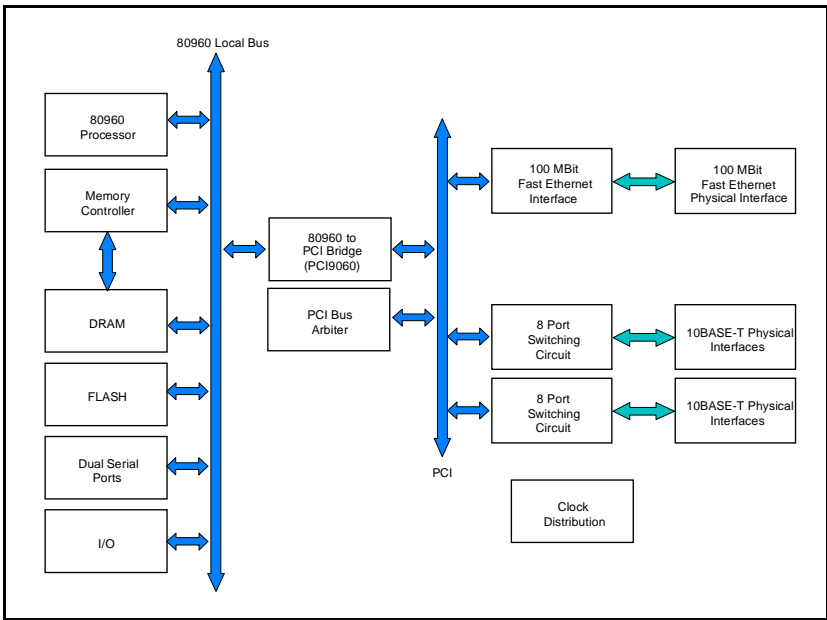 80960 Local Bus
80960
Processor
Memory
Controller
DRAM
FLASH
Dual Serial
Ports
I/O
80960 to
PCI Bridge
(PCI9060)
PCI Bus
Arbiter
PCI
100 MBit
Fast Ethernet
Interface
100 MBit
Fast Ethernet
Physical Interface
8 Port
Switching
Circuit
10BASE-T Physical
Interfaces
8 Port
Switching
Circuit
10BASE-T Physical
Interfaces
Clock
Distribution